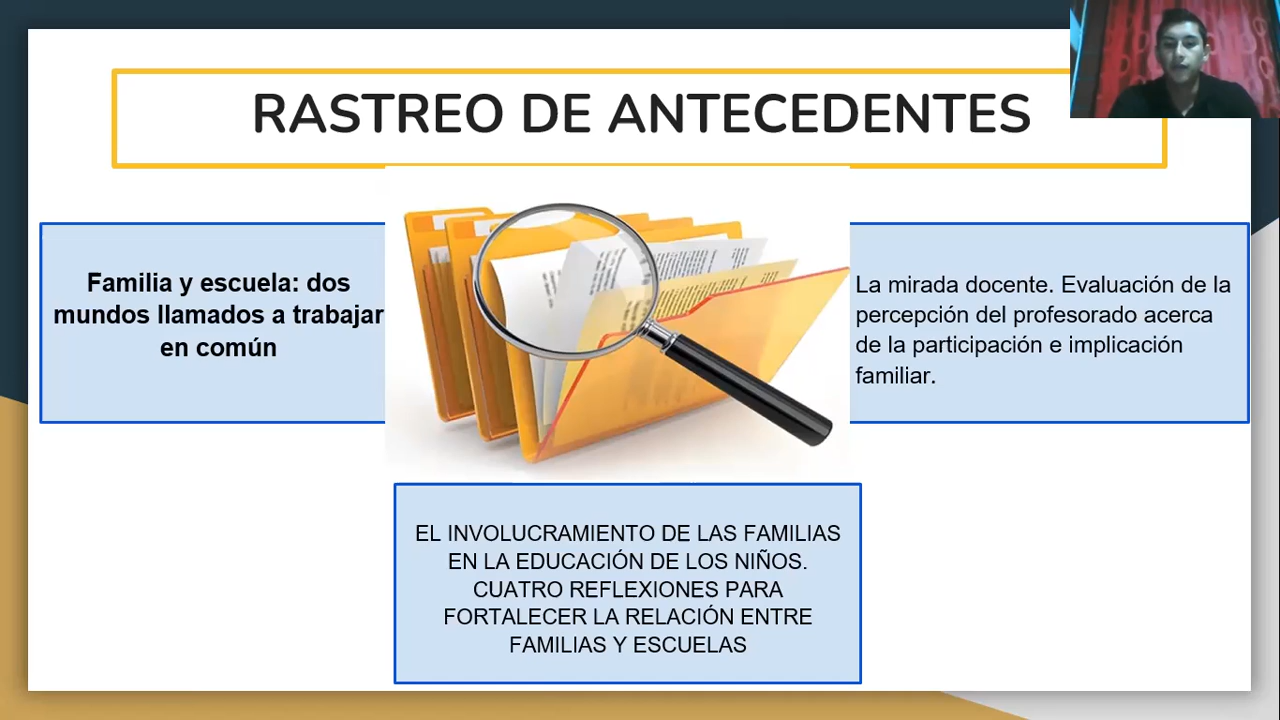 RASTREO DE ANTECEDENTES
Familia y escuela: dos
mundos llamados a trabajar
en común
La mirada docente. Evaluación de la
percepción del profesorado acerca
de la participación e implicación
familiar.
EL INVOLUCRAMIENTO DE LAS FAMILIAS
EN LA EDUCACIÓN DE LOS NIÑOS.
CUATRO REFLEXIONES PARA
FORTALECER LA RELACIÓN ENTRE
FAMILIAS Y ESCUELAS